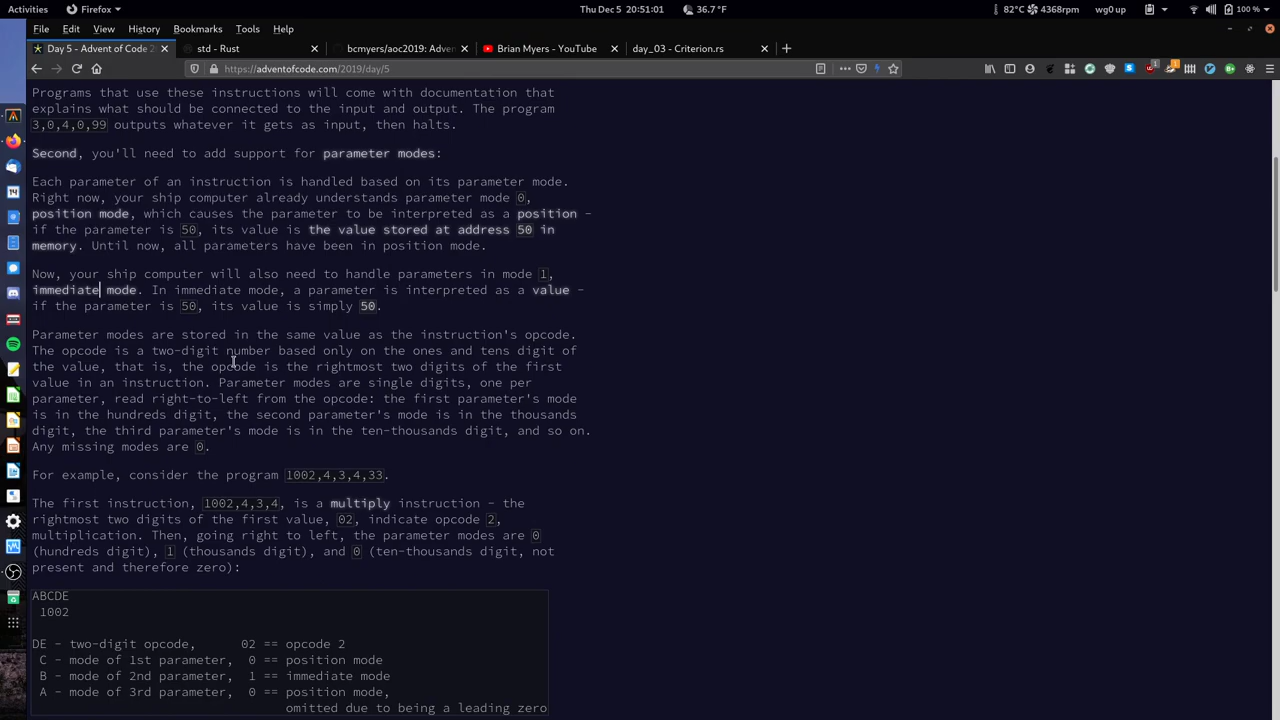 Activities
Firefox
Thu Dec 5 20:51:01
36.7 °F
82°C
4368rpm
wg0 up
100 %
File Edit View History Bookmarks Tools Help
Day 5 - Advent of Code 2
std - Rust
bcmyers/aoc2019: Adven
Brian Myers - YouTube
day_03 - Criterion.rs
https://adventofcode.com/2019/day/5
Programs that use these instructions will come with documentation that
explains what should be connected to the input and output. The program
3,0,4,0,99 outputs whatever it gets as input, then halts.
Second, you'll need to add support for parameter modes:
Each parameter of an instruction is handled based on its parameter mode.
Right now, your ship computer already understands parameter mode 0,
position mode, which causes the parameter to be interpreted as a position -
if the parameter is 50, its value is the value stored at address 50 in
memory. Until now, all parameters have been in position mode.
Now, your ship computer will also need to handle parameters in mode 1,
immediate mode. In immediate mode, a parameter is interpreted as a value -
if the parameter is 50, its value is simply 50.
Parameter modes are stored in the same value as the instruction's opcode.
The opcode is a two-digit number based only on the ones and tens digit of
the value, that is, the opcode is the rightmost two digits of the first
value in an instruction. Parameter modes are single digits, one per
parameter, read right-to-left from the opcode: the first parameter's mode
is in the hundreds digit, the second parameter's mode is in the thousands
digit, the third parameter's mode is in the ten-thousands digit, and so on.
Any missing modes are 0.
For example, consider the program 1002,4,3,4,33.
The first instruction, 1002,4,3,4, is a multiply instruction - the
rightmost two digits of the first value, 02, indicate opcode 2,
multiplication. Then, going right to left, the parameter modes are 0
(hundreds digit), 1 (thousands digit), and 0 (ten-thousands digit, not
present and therefore zero):
ABCDE
1002
DE - two-digit opcode, 02 == opcode 2
C - mode of 1st parameter, 0 == position mode
B - mode of 2nd parameter, 1 == immediate mode
A - mode of 3rd parameter, 0 == position mode,
omitted due to being a leading zero